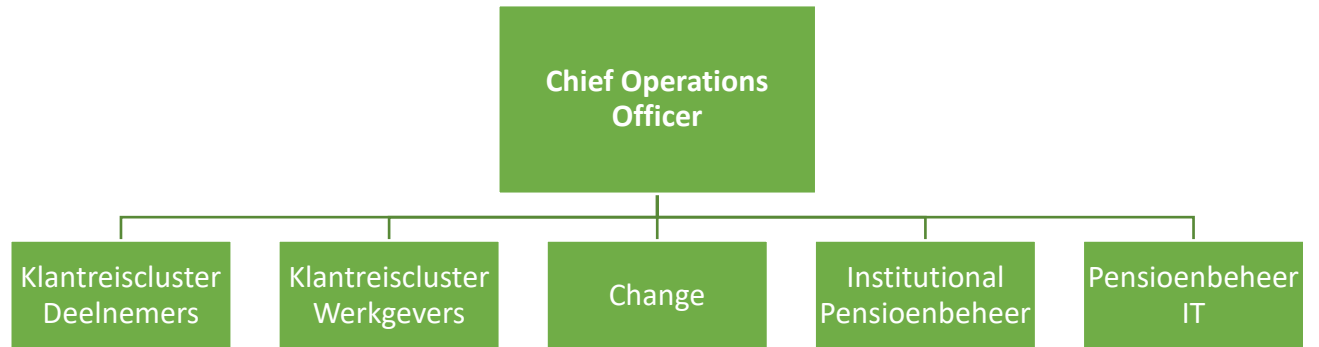 Chief Operations
Officer
Klantreiscluster
Deelnemers
Klantreiscluster
Werkgevers
Change
Institutional
Pensioenbeheer
Pensioenbeheer
IT